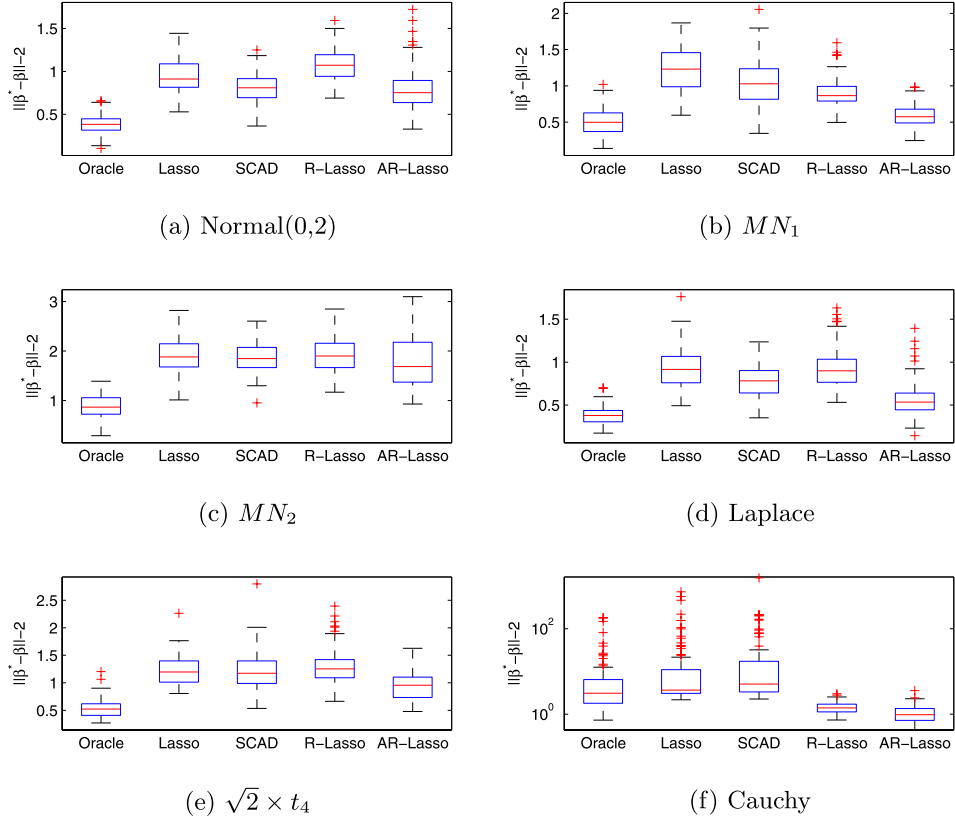 ||β*−β||−2
1.5
1
0.5
Oracle Lasso SCAD R−Lasso AR−Lasso
(a) Normal(0,2)
||β*−β||−2
2
1.5
1
0.5
Oracle Lasso SCAD R−Lasso AR−Lasso
(b) MN₁
||β*−β||−2
3
2
1
Oracle Lasso SCAD R−Lasso AR−Lasso
(c) MN₂
||β*−β||−2
1.5
1
0.5
Oracle Lasso SCAD R−Lasso AR−Lasso
(d) Laplace
||β*−β||−2
2.5
2
1.5
1
0.5
Oracle Lasso SCAD R−Lasso AR−Lasso
(e) √2 × t₄
||β*−β||−2
10²
10⁰
Oracle Lasso SCAD R−Lasso AR−Lasso
(f) Cauchy